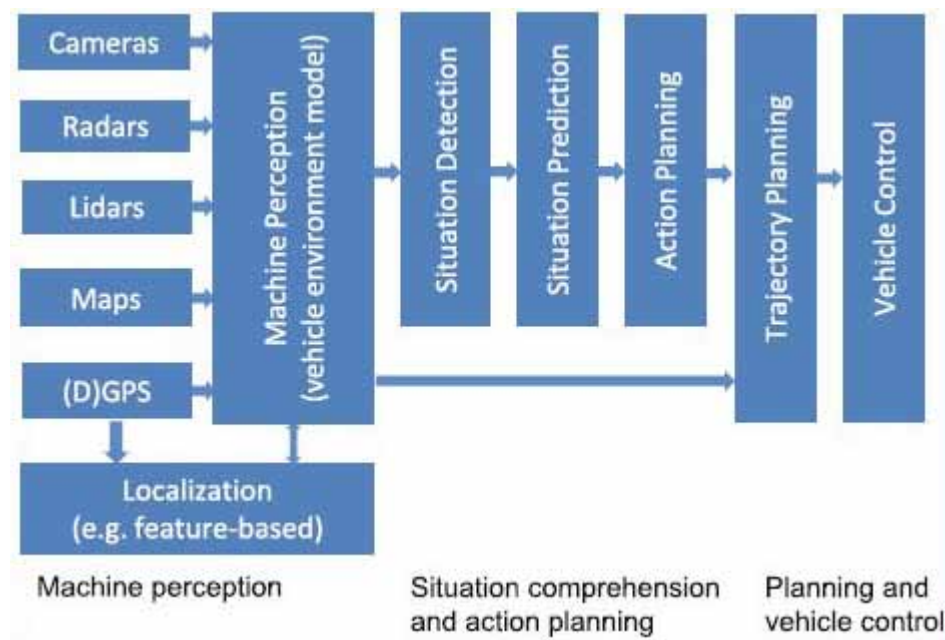 Cameras
Radars
Lidars
Maps
(D)GPS
Localization
(e.g. feature-based)
Machine Perception
(vehicle environment model)
Situation Detection
Situation Prediction
Action Planning
Trajectory Planning
Vehicle Control
Machine perception
Situation comprehension
and action planning
Planning and
vehicle control